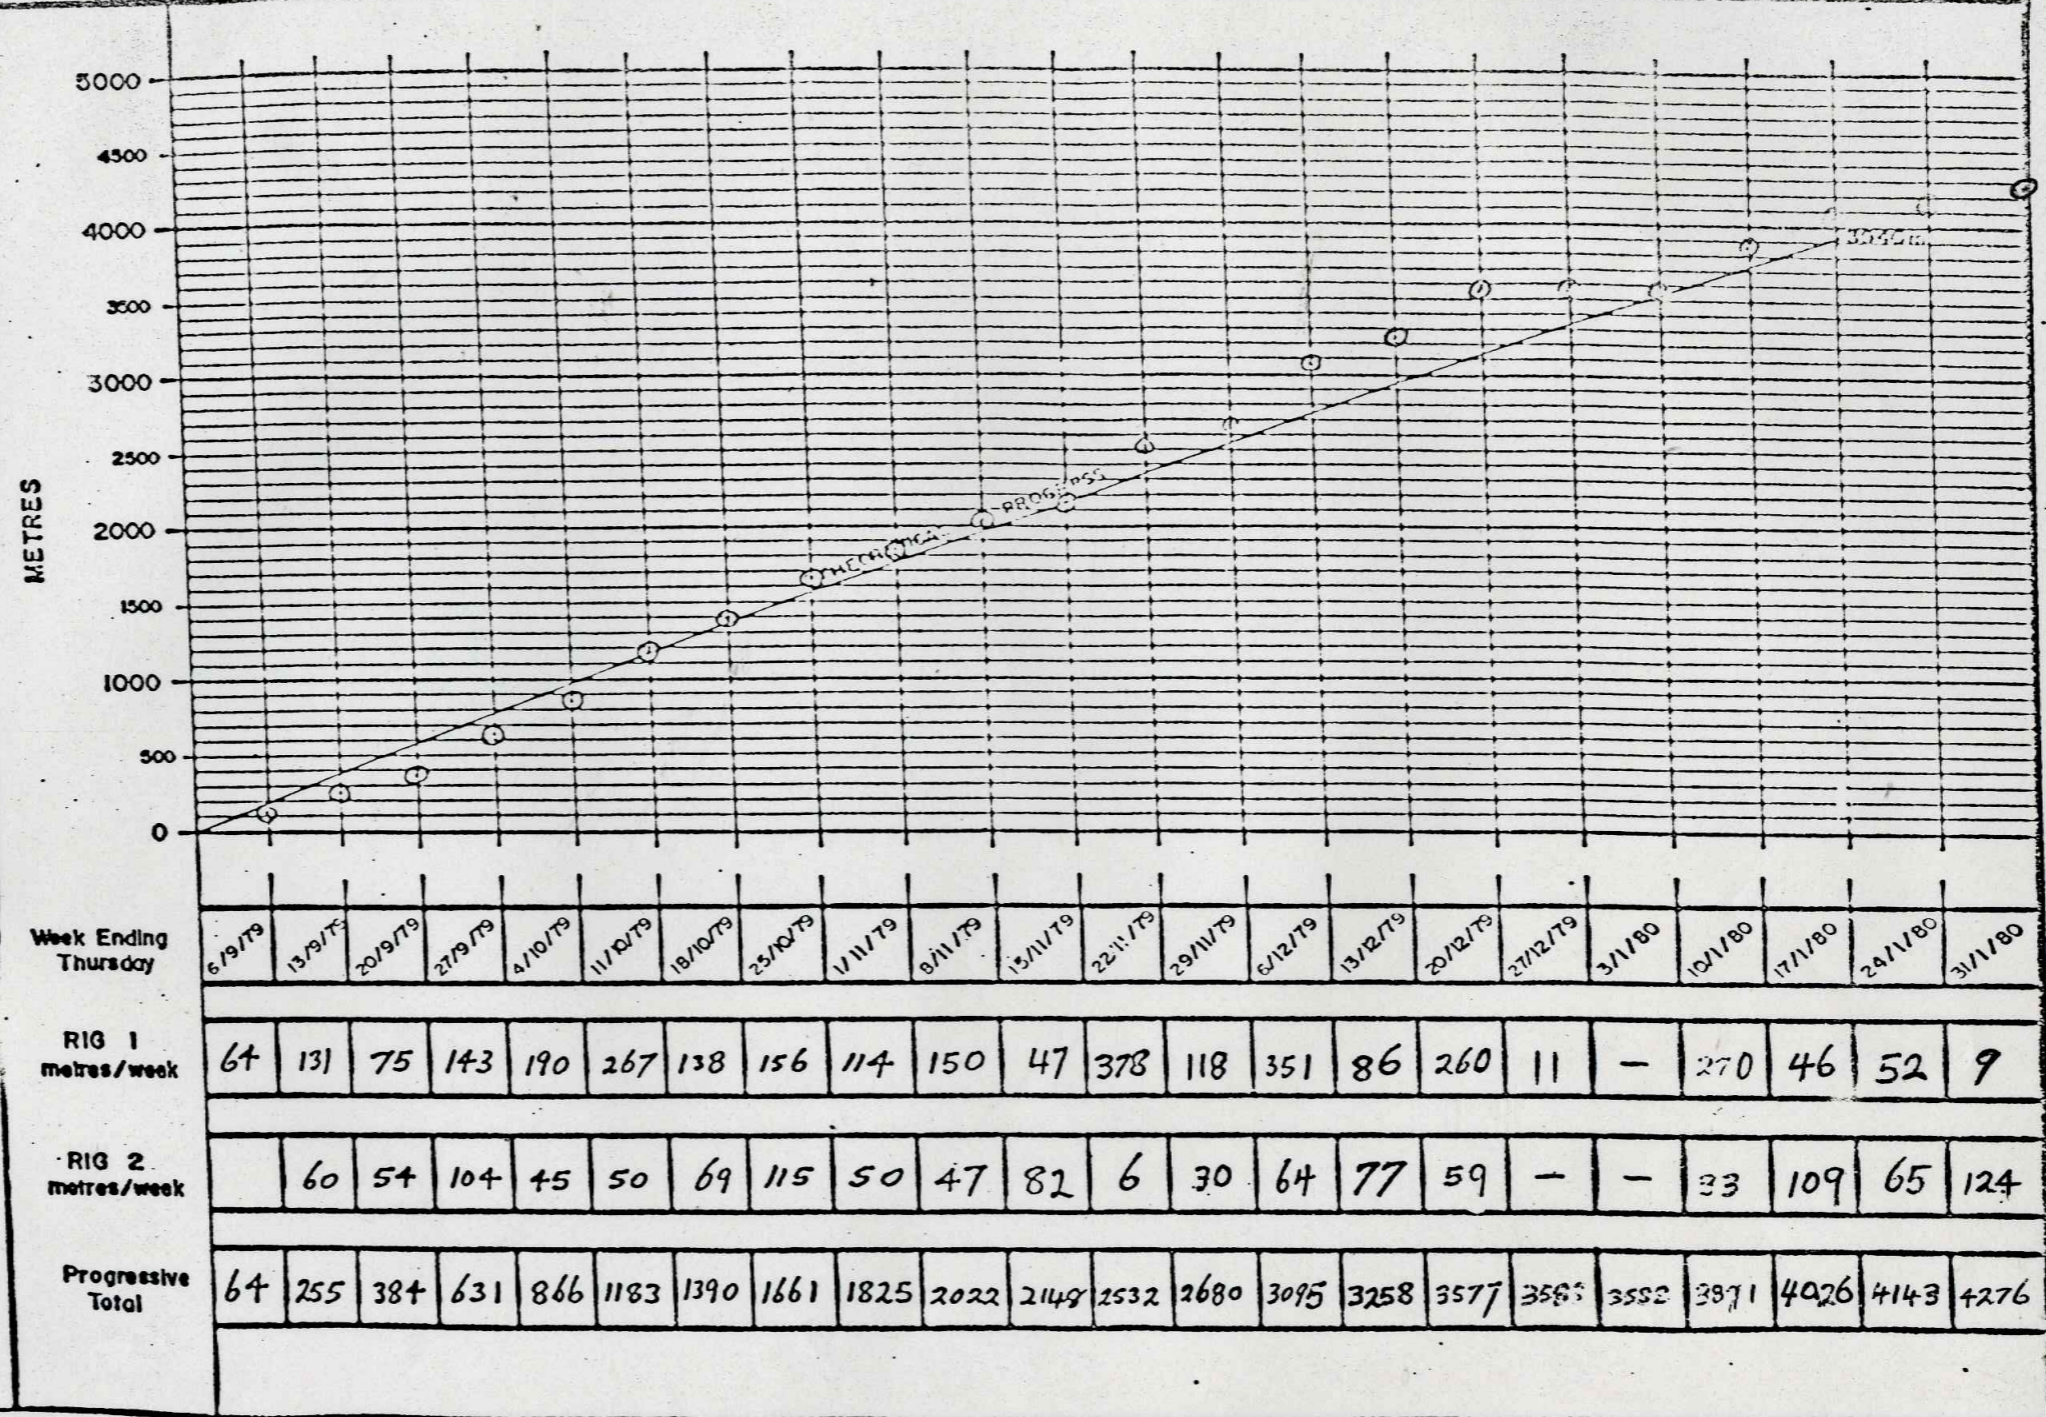 5000
4500
4000
3500
3000
2500
2000
1500
1000
500
0
METRES
PROGRESS
Week Ending Thursday 6/9/79 13/9/79 20/9/79 27/9/79 4/10/79 11/10/79 18/10/79 25/10/79 1/11/79 8/11/79 15/11/79 22/11/79 29/11/79 6/12/79 13/12/79 20/12/79 27/12/79 3/1/80 10/1/80 17/1/80 24/1/80 31/1/80
RIG 1 metres/week 64 131 75 143 190 267 138 156 114 150 47 378 118 351 86 260 11 - 270 46 52 9
RIG 2 metres/week 60 54 104 45 50 69 115 50 47 82 6 30 64 77 59 - - 33 109 65 124
Progressive Total 64 255 384 631 866 1183 1390 1661 1825 2022 2148 2532 2680 3095 3258 3577 4026 4143 4276